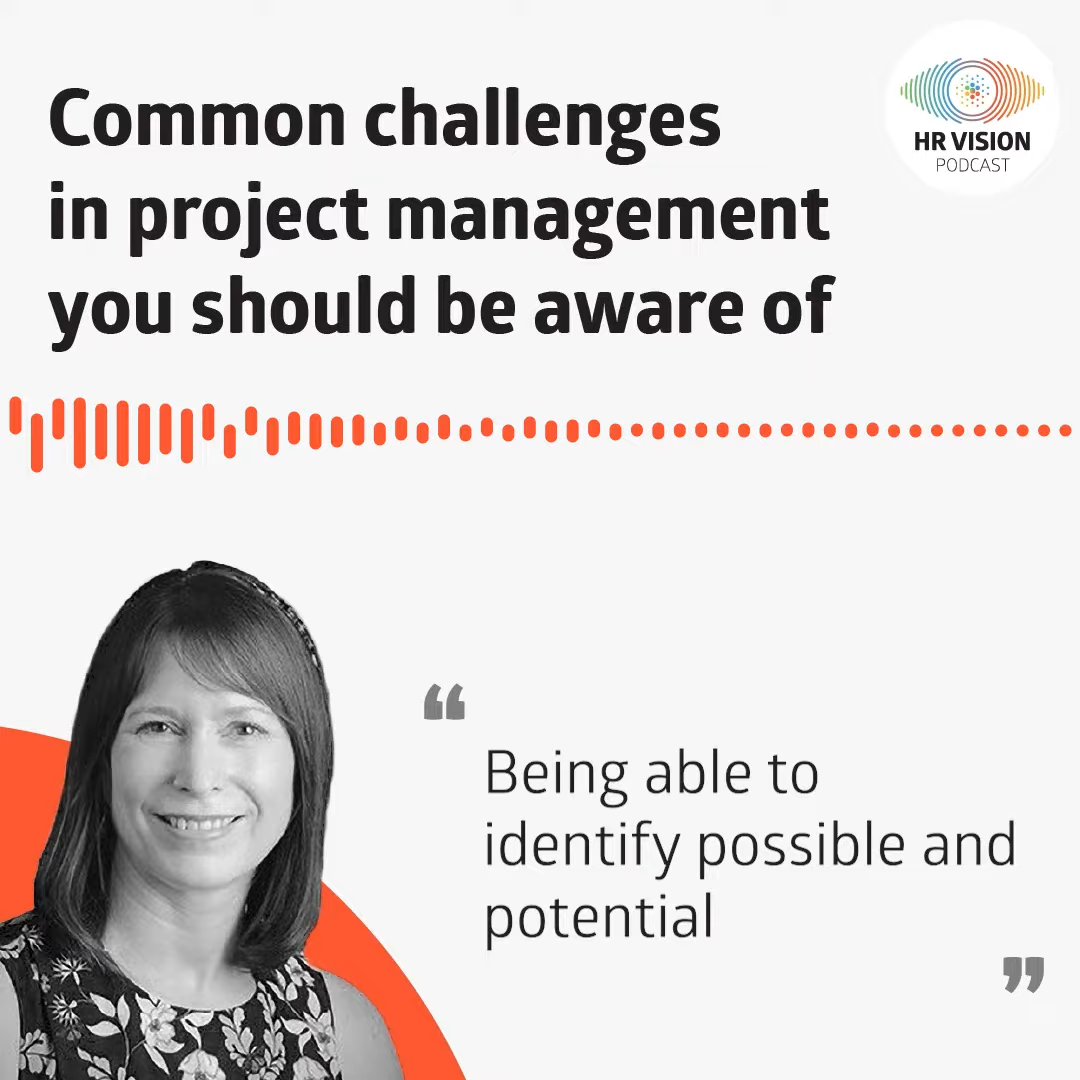 Common challenges
in project management
you should be aware of
HR VISION
PODCAST
“
Being able to
identify possible and
potential
”